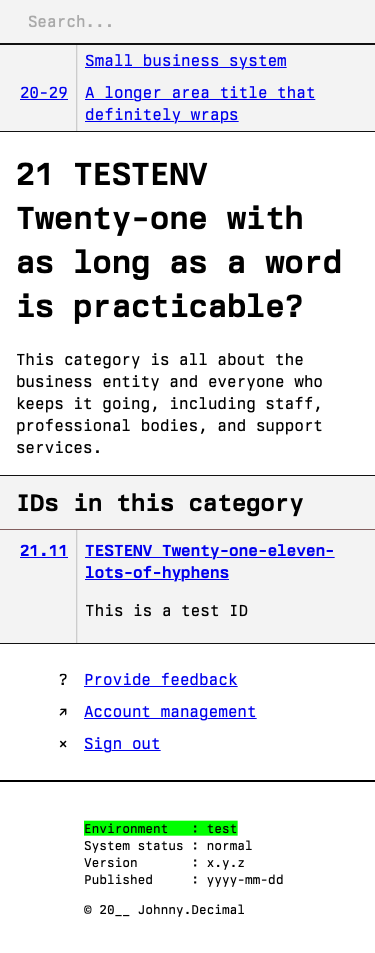 Search...
Small business system
20-29 A longer area title that
definitely wraps
21 TESTENV
Twenty-one with
as long as a word
is practicable?
This category is all about the
business entity and everyone who
keeps it going, including staff,
professional bodies, and support
services.
IDs in this category
21.11 TESTENV Twenty-one-eleven-
lots-of-hyphens
This is a test ID
? Provide feedback
↗ Account management
× Sign out
Environment : test
System status : normal
Version : x.y.z
Published : yyyy-mm-dd
© 20__ Johnny.Decimal